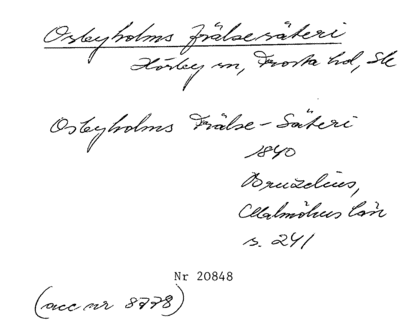 Osbyholms frälsesäteri
Hörby sn, Frosta hd, Sk
Osbyholms Frälse-Säteri
1840
Bruzelius,
Malmöhus län
s. 241
Nr 20848
(acc nr 8778)